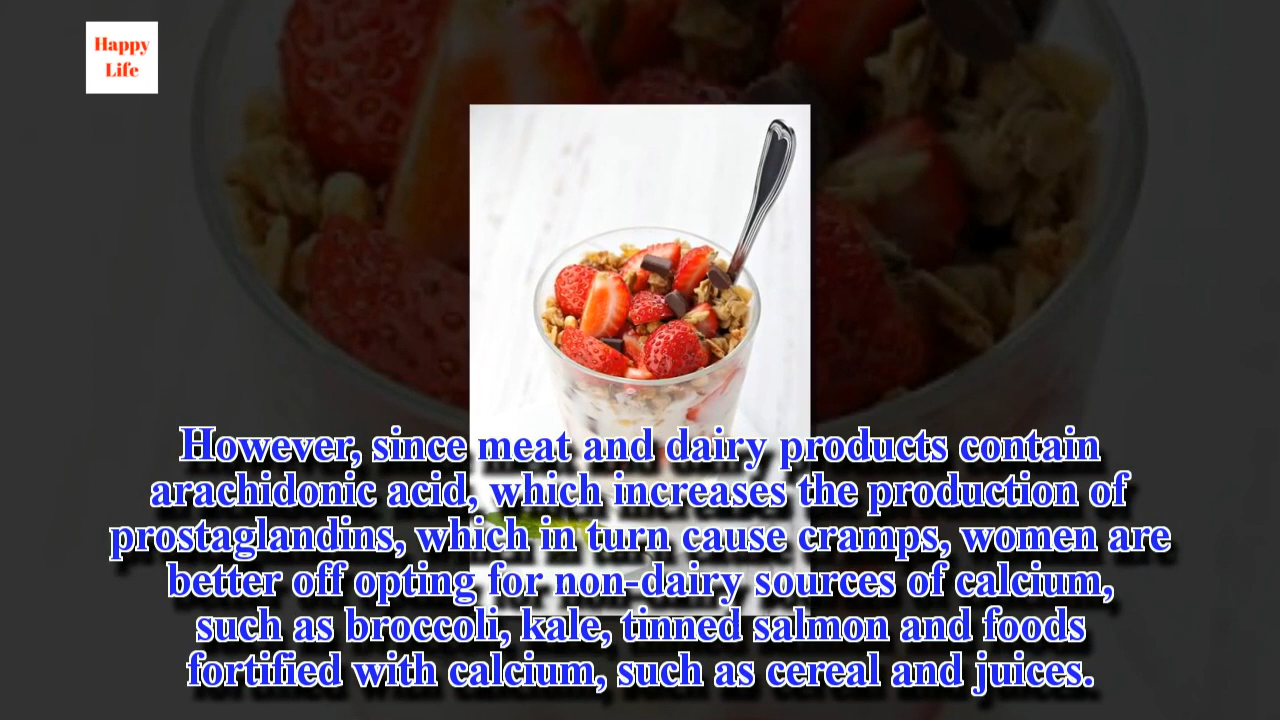 Happy
Life
However, since meat and dairy products contain
arachidonic acid, which increases the production of
prostaglandins, which in turn cause cramps, women are
better off opting for non-dairy sources of calcium,
such as broccoli, kale, tinned salmon and foods
fortified with calcium, such as cereal and juices.